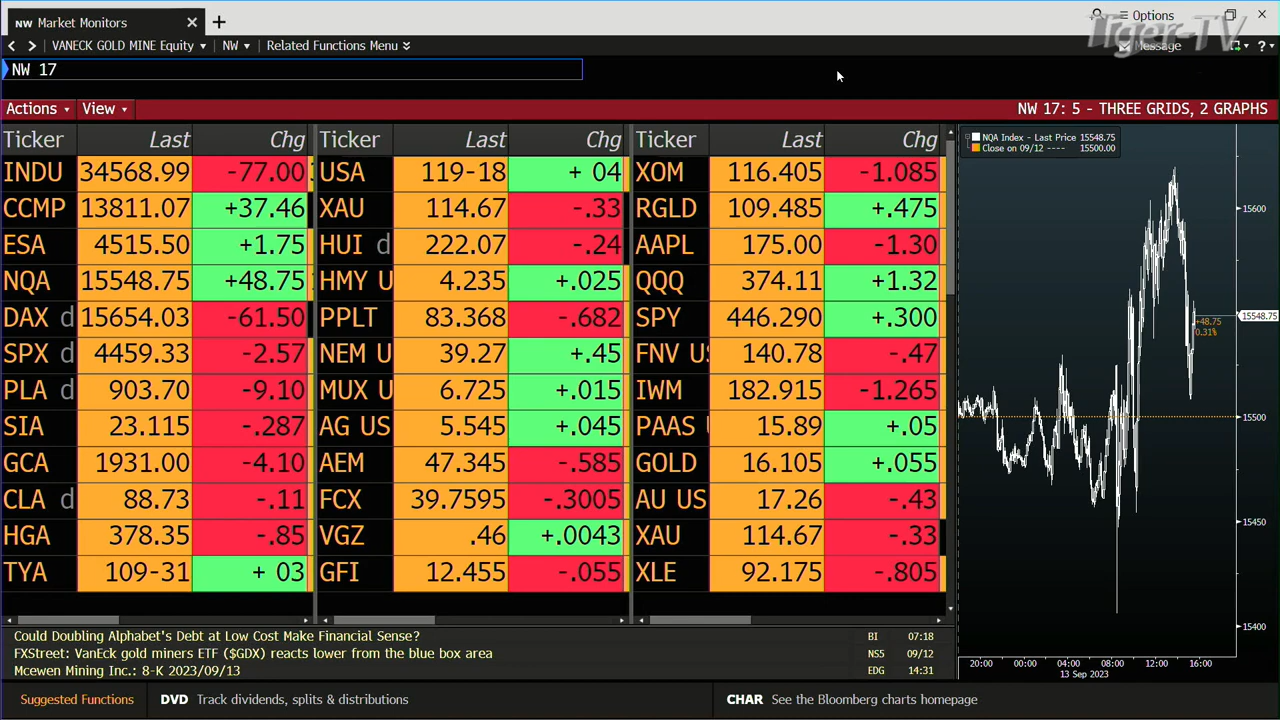 NW Market Monitors × +
Options
Tiger-TV
VANECK GOLD MINE Equity NW Related Functions Menu
Message ?
NW 17
Actions View NW 17: 5 - THREE GRIDS, 2 GRAPHS
Ticker Last Chg Ticker Last Chg Ticker Last Chg
INDU 34568.99 -77.00 USA 119-18 + 04 XOM 116.405 -1.085
CCMP 13811.07 +37.46 XAU 114.67 -.33 RGLD 109.485 +.475
ESA 4515.50 +1.75 HUI d 222.07 -.24 AAPL 175.00 -1.30
NQA 15548.75 +48.75 HMY U 4.235 +.025 QQQ 374.11 +1.32
DAX d 15654.03 -61.50 PPLT 83.368 -.682 SPY 446.290 +.300
SPX d 4459.33 -2.57 NEM U 39.27 +.45 FNV US 140.78 -.47
PLA d 903.70 -9.10 MUX U 6.725 +.015 IWM 182.915 -1.265
SIA 23.115 -.287 AG US 5.545 +.045 PAAS 15.89 +.05
GCA 1931.00 -4.10 AEM 47.345 -.585 GOLD 16.105 +.055
CLA d 88.73 -.11 FCX 39.7595 -.3005 AU US 17.26 -.43
HGA 378.35 -.85 VGZ .46 +.0043 XAU 114.67 -.33
TYA 109-31 + 03 GFI 12.455 -.055 XLE 92.175 -.805
NQA Index - Last Price 15548.75
Close on 09/12 ---- 15500.00
15600
15548.75
+48.75
0.31%
15500
15450
15400
20:00 00:00 04:00 08:00 12:00 16:00
13 Sep 2023
Could Doubling Alphabet's Debt at Low Cost Make Financial Sense? BI 07:18
FXStreet: VanEck gold miners ETF ($GDX) reacts lower from the blue box area NS5 09/12
Mcewen Mining Inc.: 8-K 2023/09/13 EDG 14:31
Suggested Functions DVD Track dividends, splits & distributions CHAR See the Bloomberg charts homepage